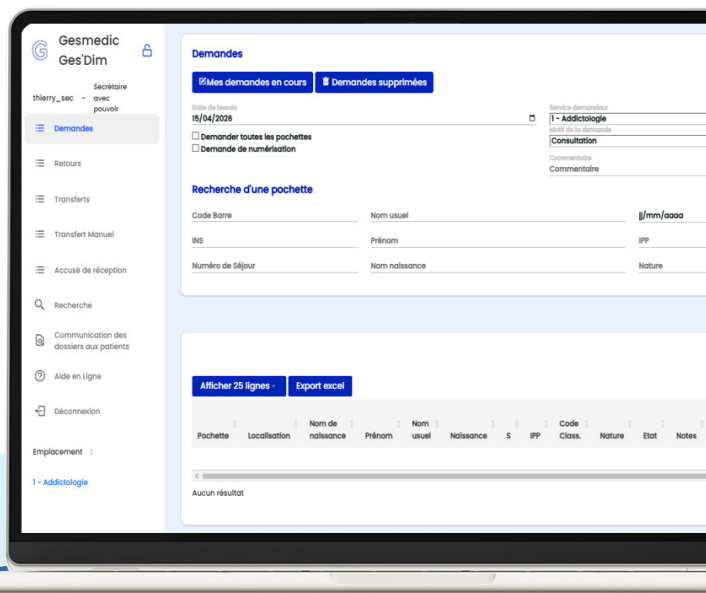 Gesmedic
Ges'Dim
thierry_sec - Secrétaire
avec
pouvoir
Demandes
Retours
Transferts
Transfert Manuel
Accusé de réception
Recherche
Communication des
dossiers aux patients
Aide en Ligne
Déconnexion
Emplacement :
1 - Addictologie
Demandes
Mes demandes en cours
Demandes supprimées
Date de besoin
15/04/2026
Demander toutes les pochettes
Demande de numérisation
Service demandeur
1 - Addictologie
Motif de la demande
Consultation
Commentaire
Commentaire
Recherche d'une pochette
Code Barre Nom usuel jj/mm/aaaa
INS Prénom IPP
Numéro de Séjour Nom naissance Nature
Afficher 25 lignes Export excel
Pochette Localisation Nom de naissance Prénom Nom usuel Naissance S IPP Code Class. Nature Etat Notes
Aucun résultat